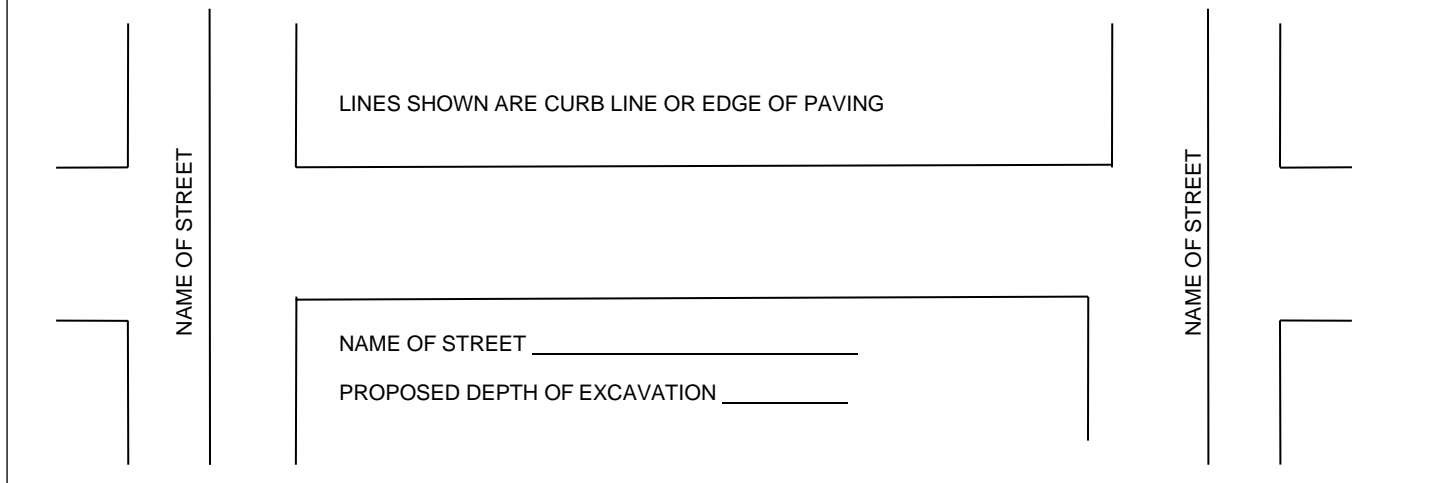 LINES SHOWN ARE CURB LINE OR EDGE OF PAVING
NAME OF STREET
NAME OF STREET
NAME OF STREET
PROPOSED DEPTH OF EXCAVATION